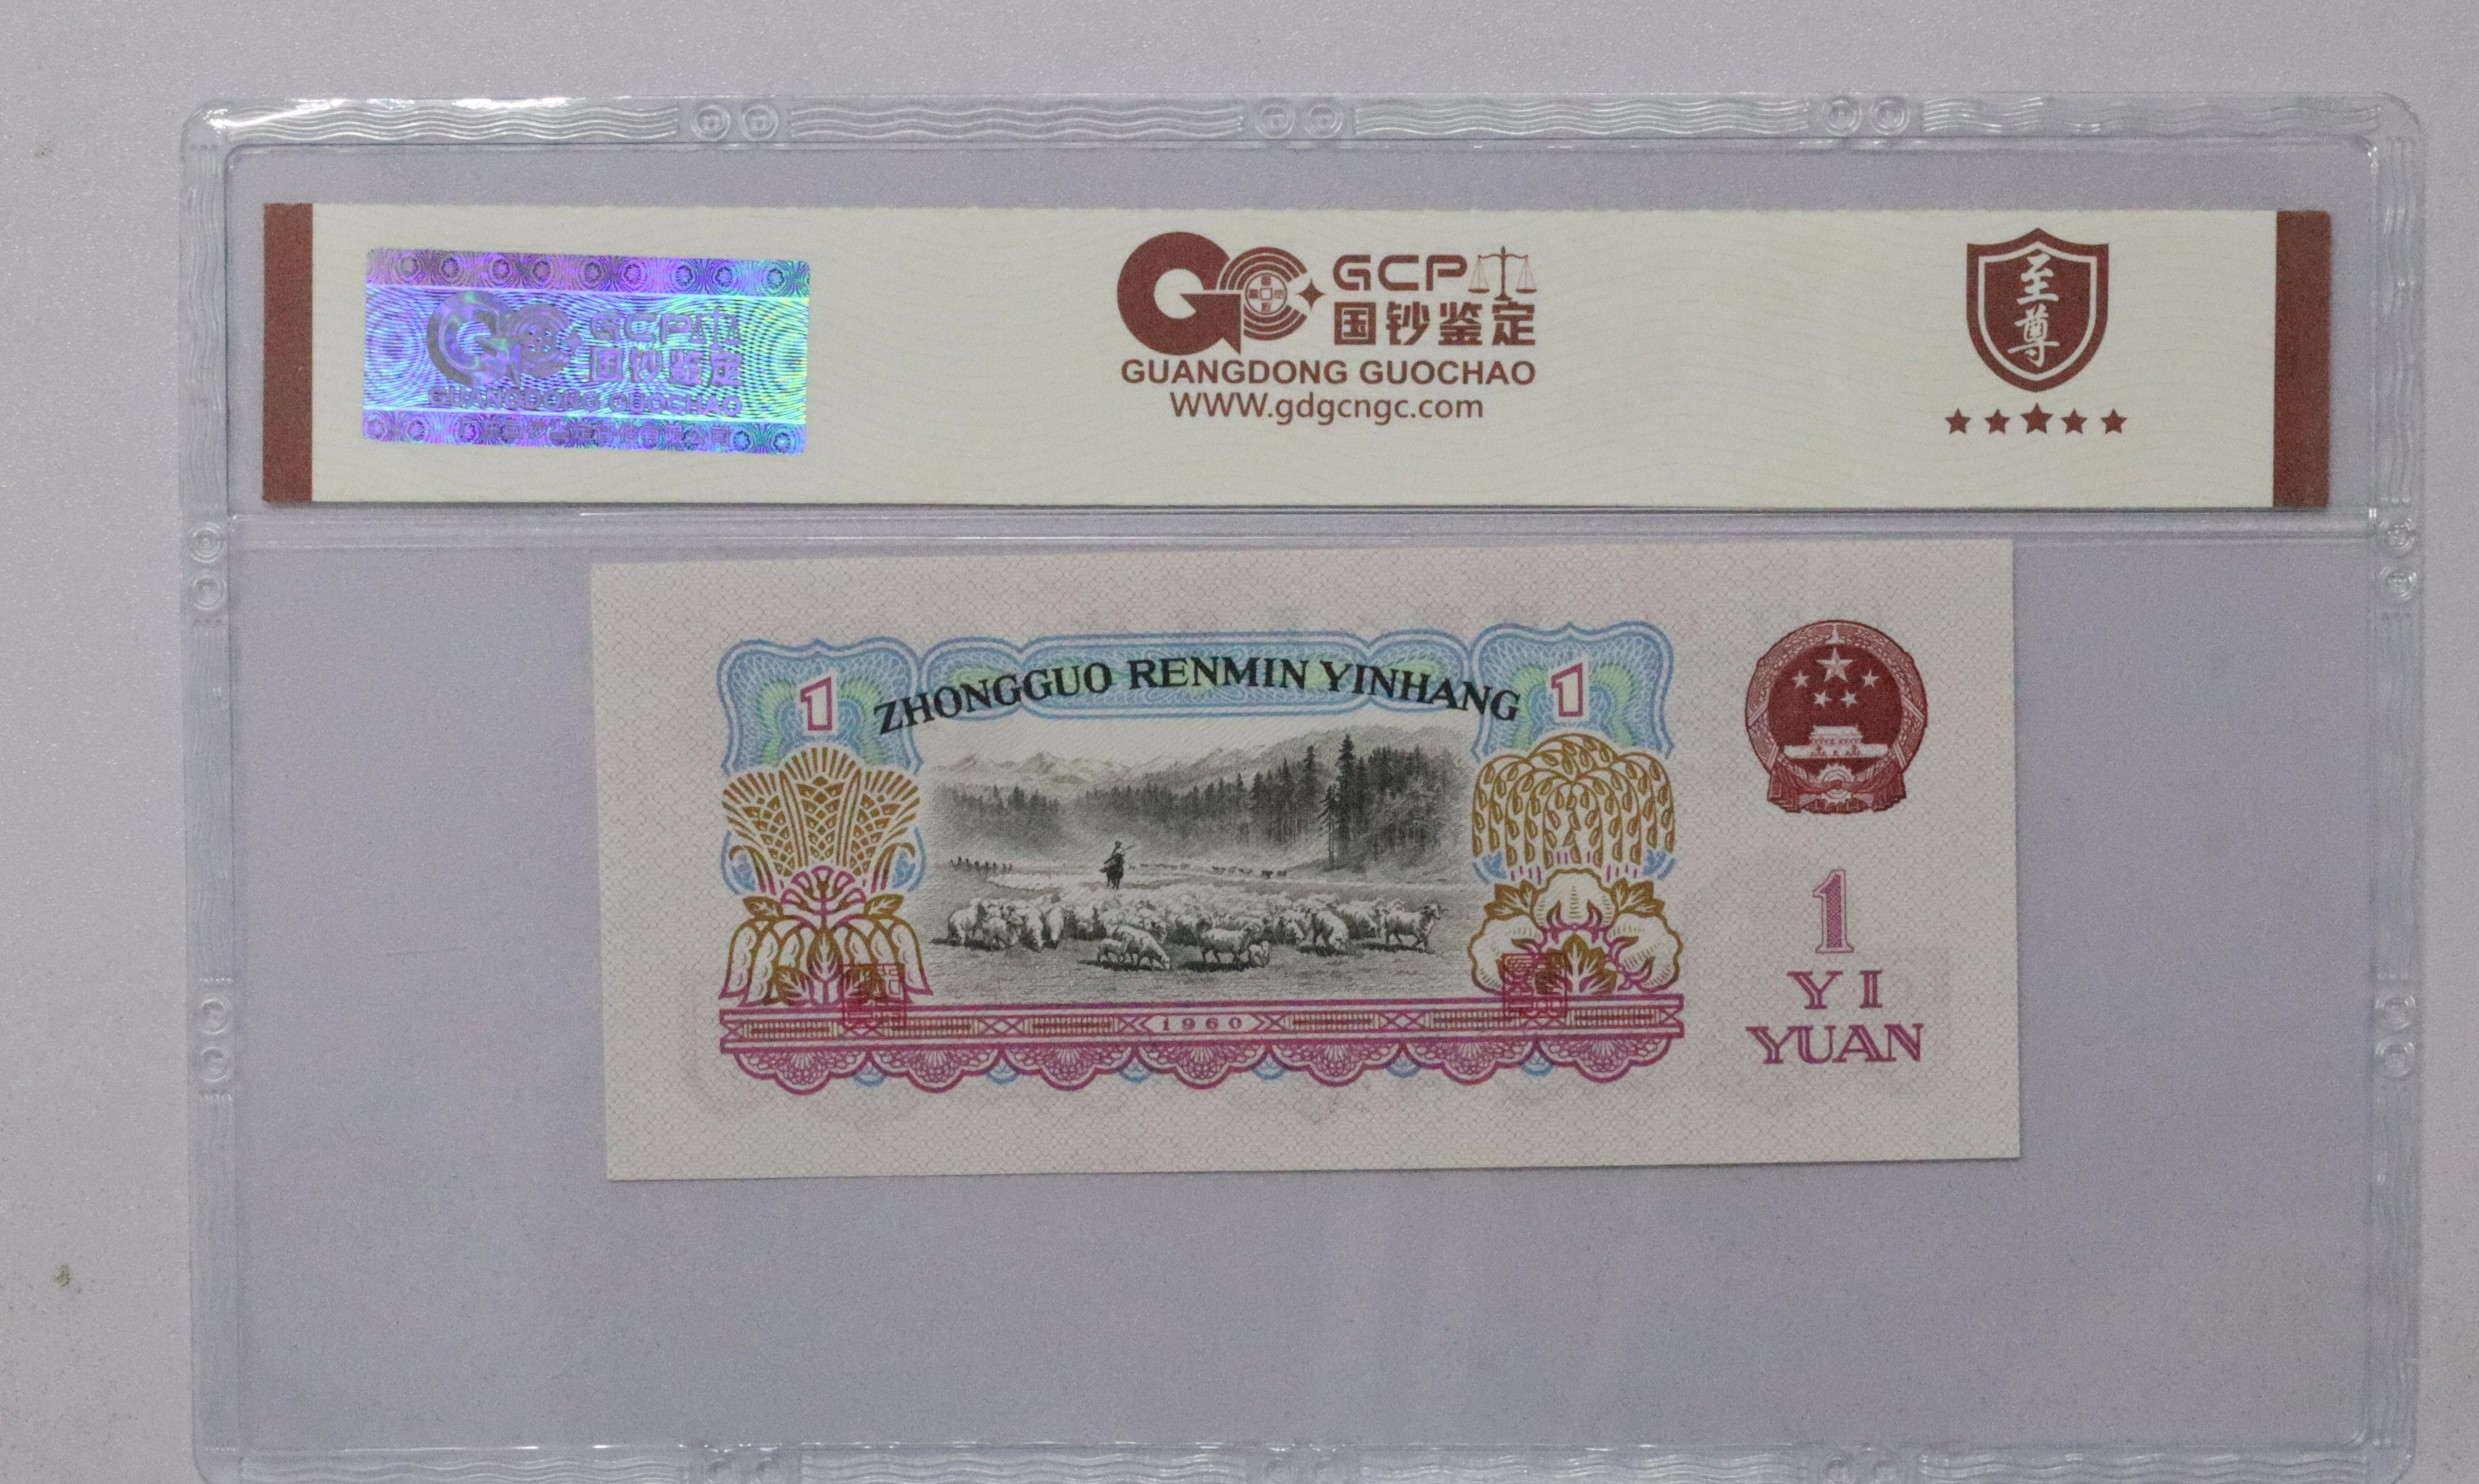 GCP
国钞鉴定
GUANGDONG GUOCHAO
GCP
国钞鉴定
GUANGDONG GUOCHAO
WWW.gdgcngc.com
至尊
1
ZHONGGUO RENMIN YINHANG
1
1960
1
YI
YUAN